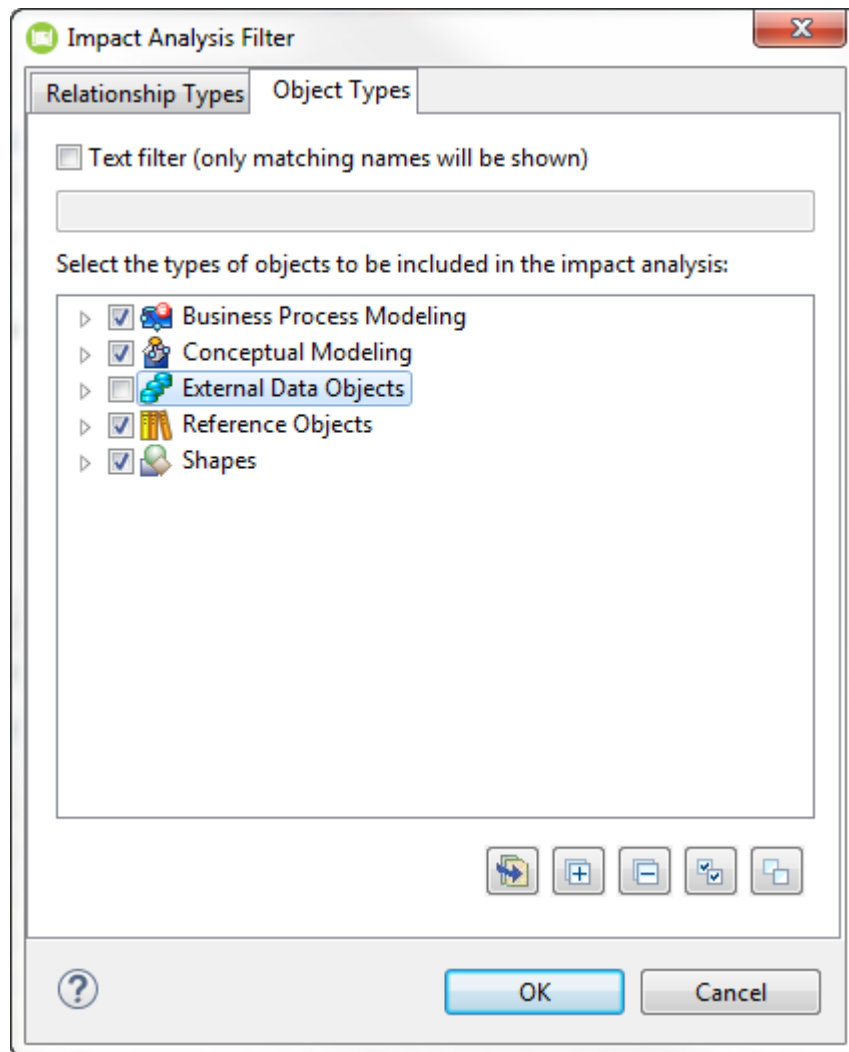 Impact Analysis Filter
Relationship Types Object Types
Text filter (only matching names will be shown)
Select the types of objects to be included in the impact analysis:
Business Process Modeling
Conceptual Modeling
External Data Objects
Reference Objects
Shapes
? OK Cancel